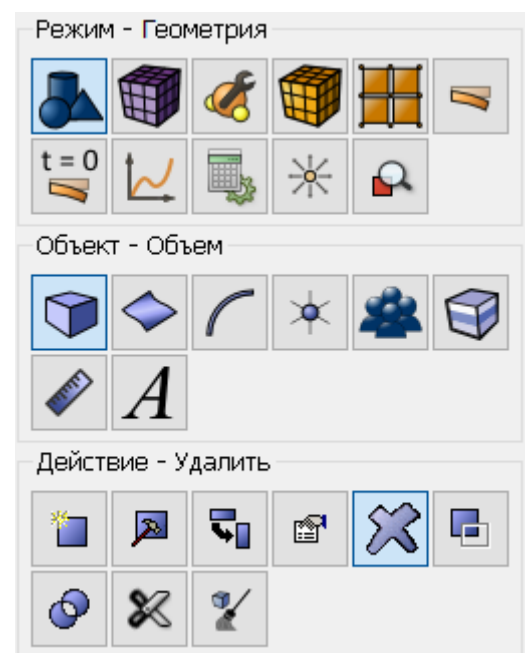 Режим - Геометрия
t = 0
Объект - Объем
A
Действие - Удалить